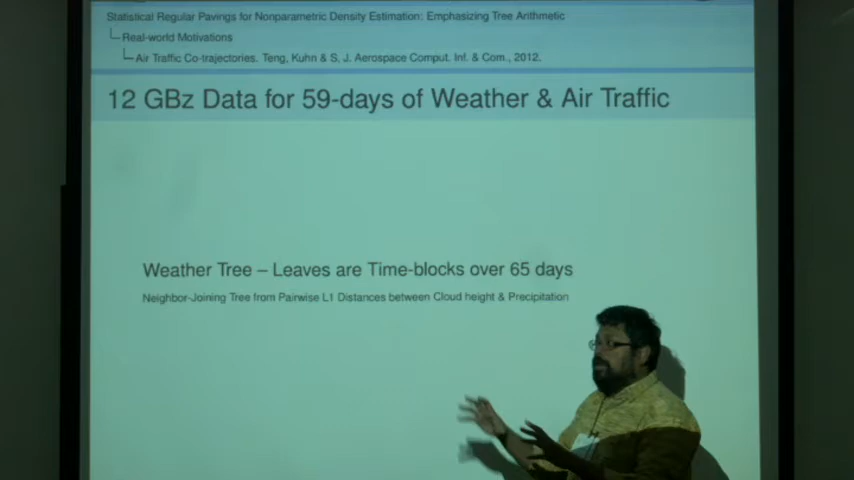 Statistical Regular Pavings for Nonparametric Density Estimation: Emphasizing Tree Arithmetic
Real-world Motivations
Air Traffic Co-trajectories. Teng, Kuhn & S, J. Aerospace Comput. Inf. & Com., 2012.
12 GBz Data for 59-days of Weather & Air Traffic
Weather Tree – Leaves are Time-blocks over 65 days
Neighbor-Joining Tree from Pairwise L1 Distances between Cloud height & Precipitation